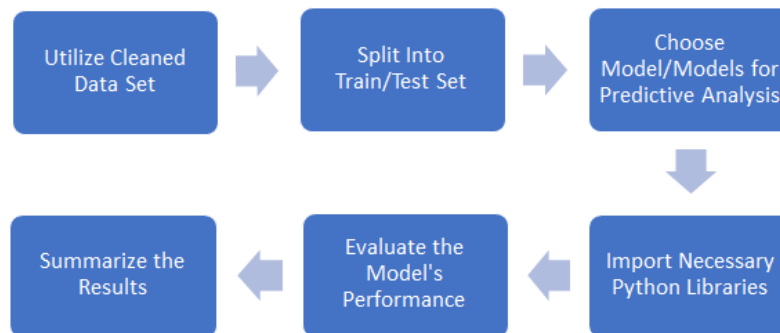 Utilize Cleaned
Data Set
Split Into
Train/Test Set
Choose
Model/Models for
Predictive Analysis
Import Necessary
Python Libraries
Evaluate the
Model's
Performance
Summarize the
Results